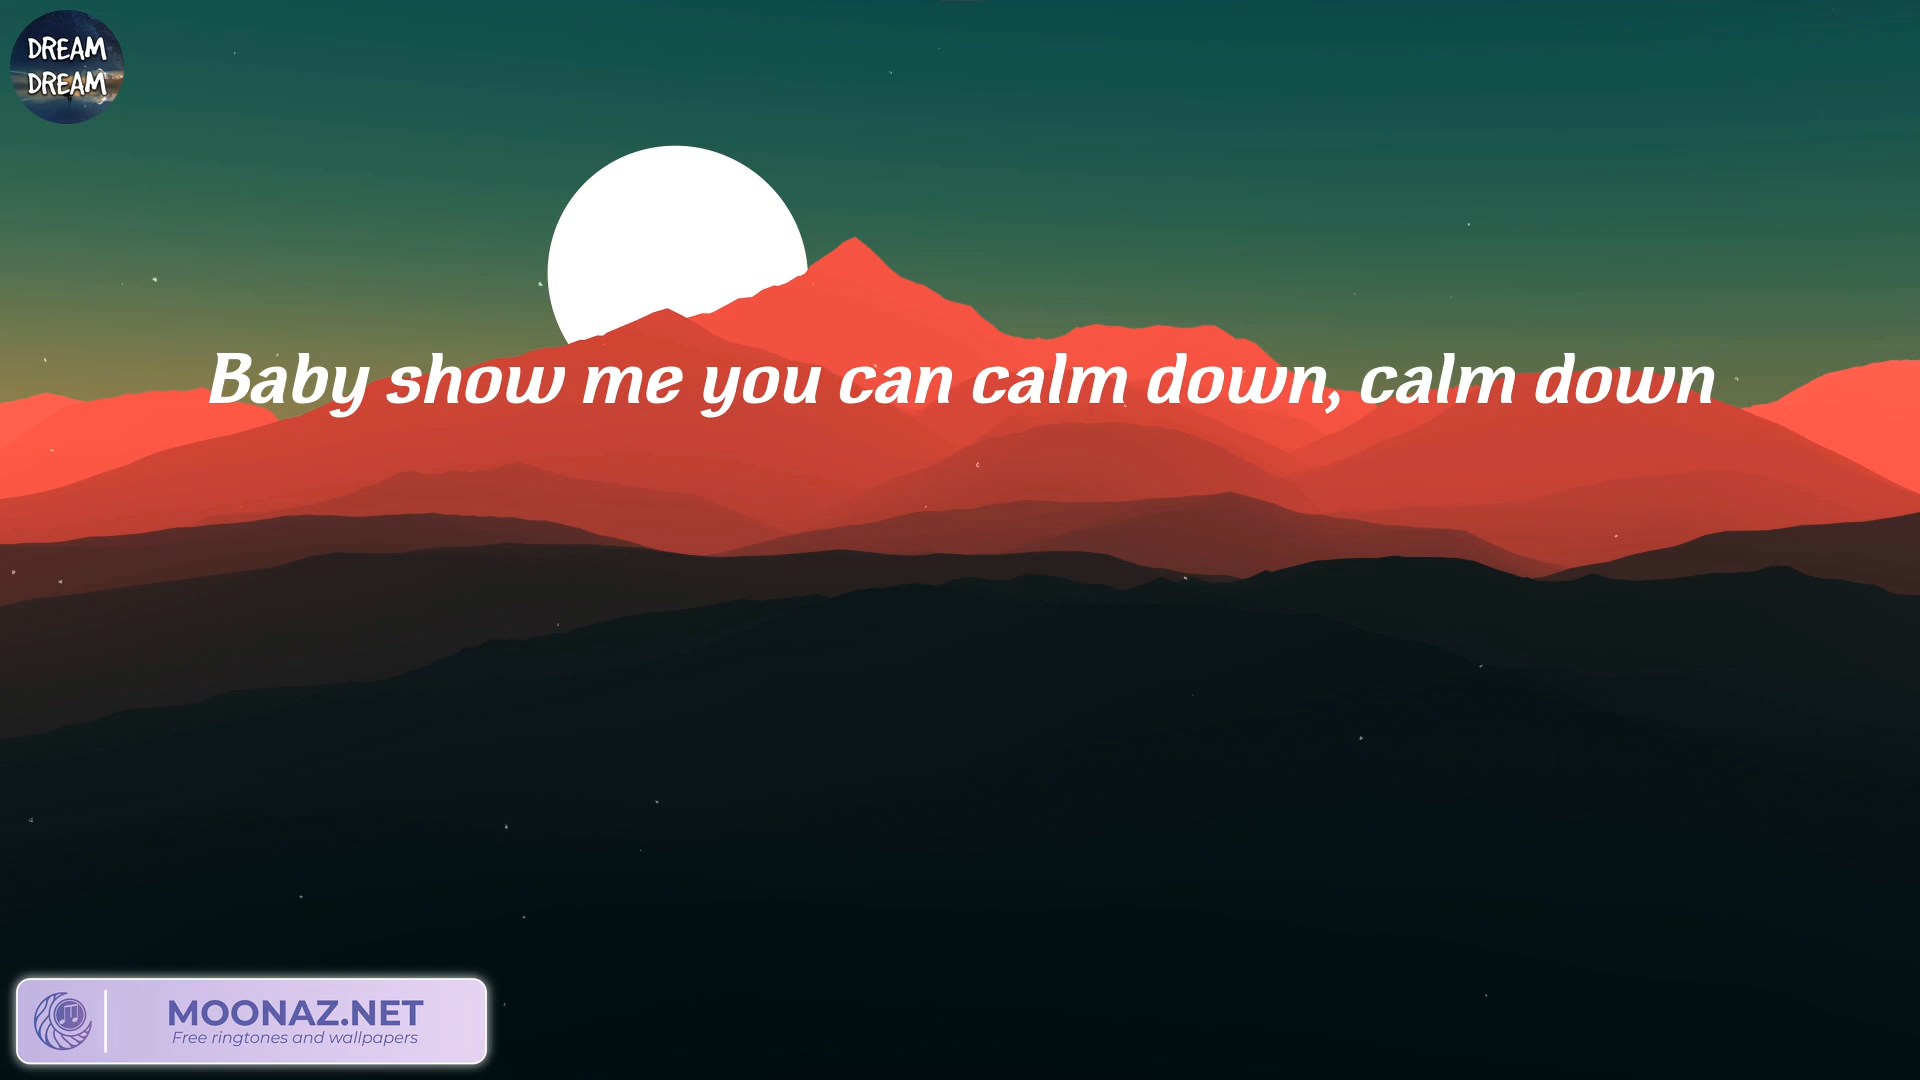 DREAM
DREAM
Baby show me you can calm down, calm down
MOONAZ.NET
Free ringtones and wallpapers